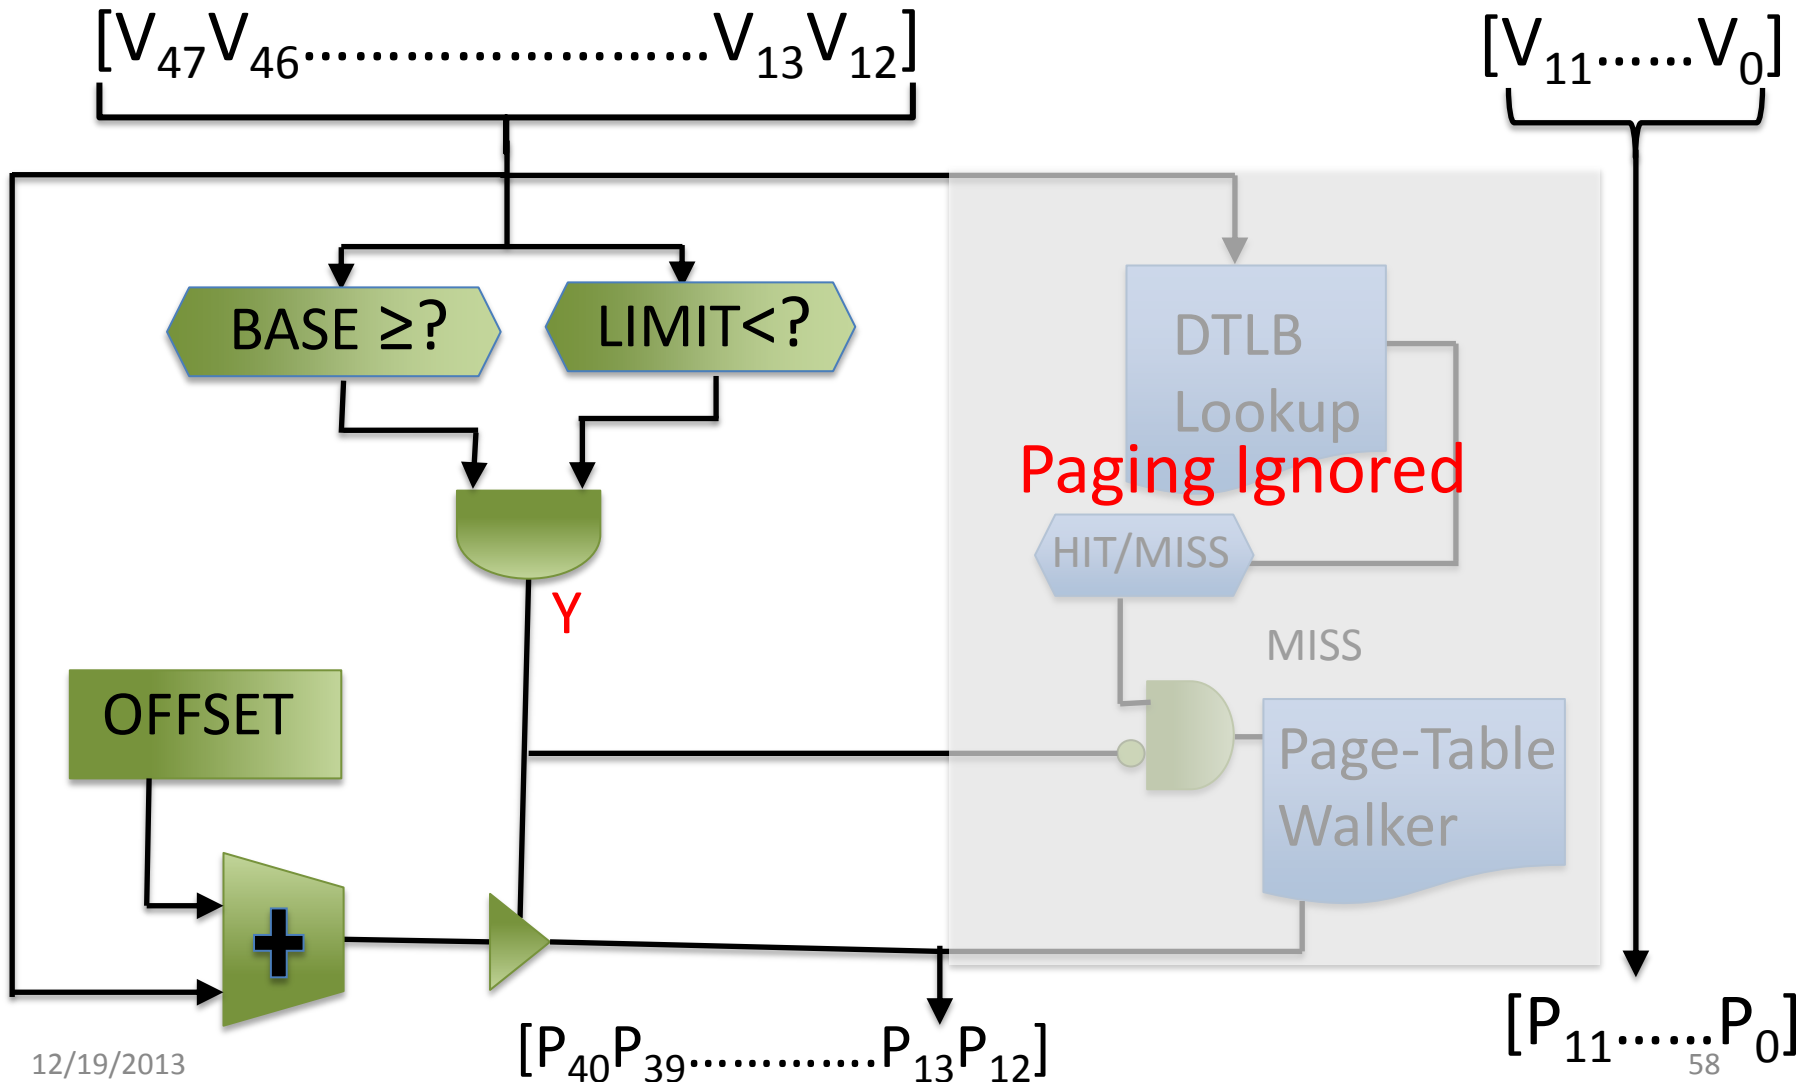 [V47V46............................V13V12]
[V11......V0]
BASE ≥?
LIMIT<?
DTLB
Lookup
Paging Ignored
HIT/MISS
Y
MISS
OFFSET
Page-Table
Walker
+
[P40P39.............P13P12]
[P11......P0]
12/19/2013
58